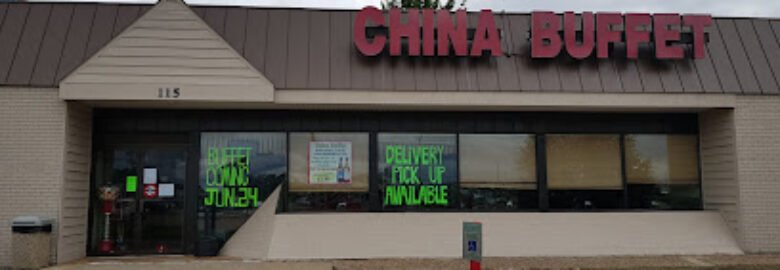 CHINA BUFFET
115
BUFFET
COMING
JUN.24
DELIVERY
PICK UP
AVAILABLE